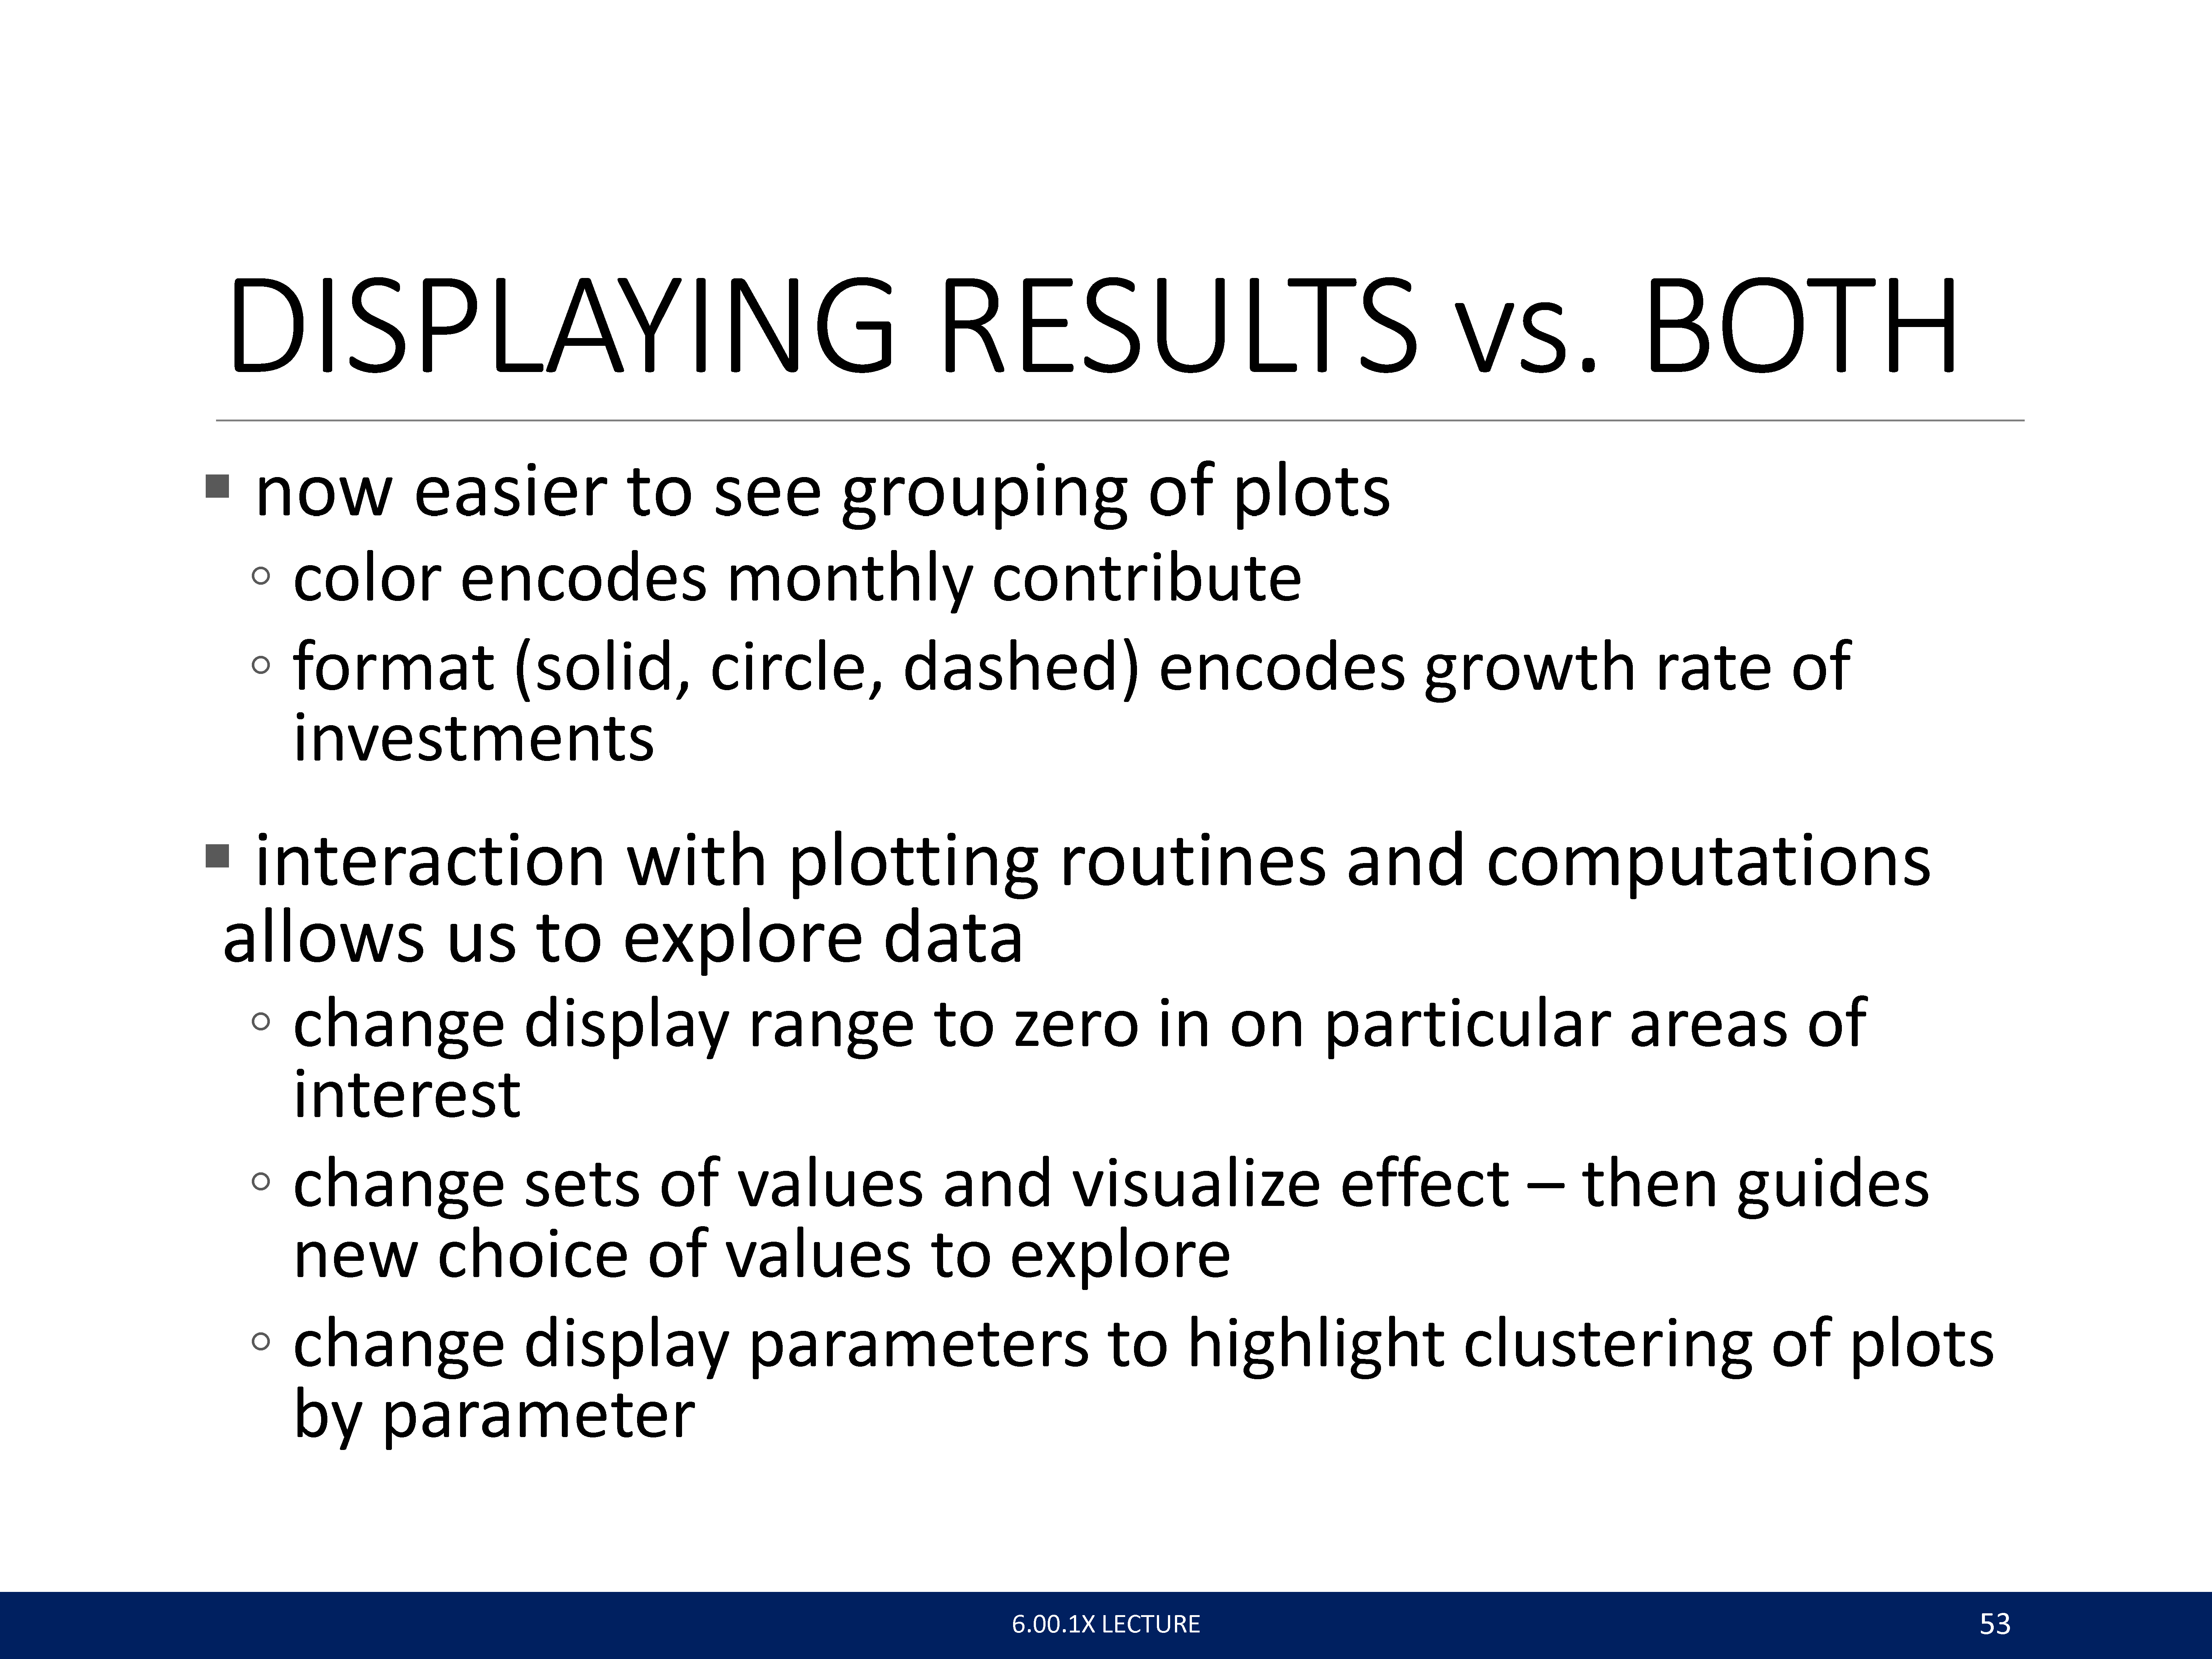 DISPLAYING RESULTS vs. BOTH
▪ now easier to see grouping of plots
◦ color encodes monthly contribute
◦ format (solid, circle, dashed) encodes growth rate of
investments
▪ interaction with plotting routines and computations
allows us to explore data
◦ change display range to zero in on particular areas of
interest
◦ change sets of values and visualize effect – then guides
new choice of values to explore
◦ change display parameters to highlight clustering of plots
by parameter
6.00.1X LECTURE
53